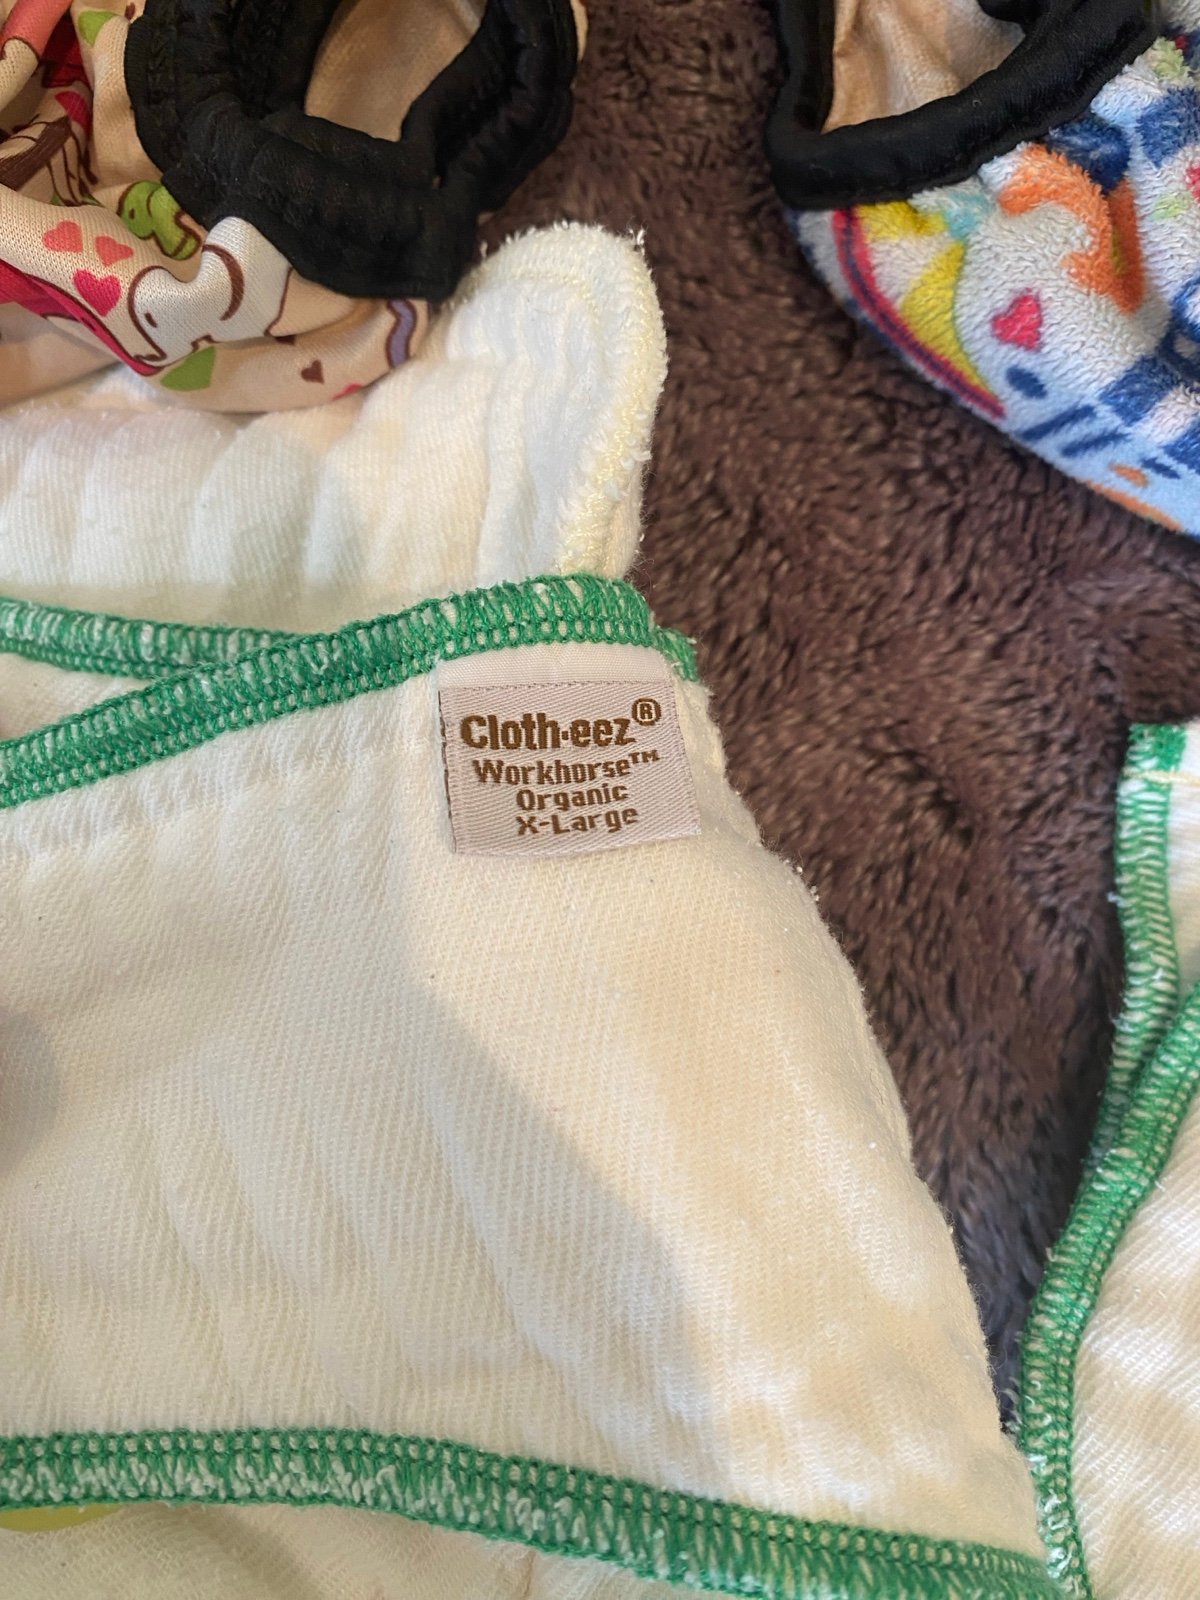 Cloth-eez®
Workhorse™
Organic
X-Large